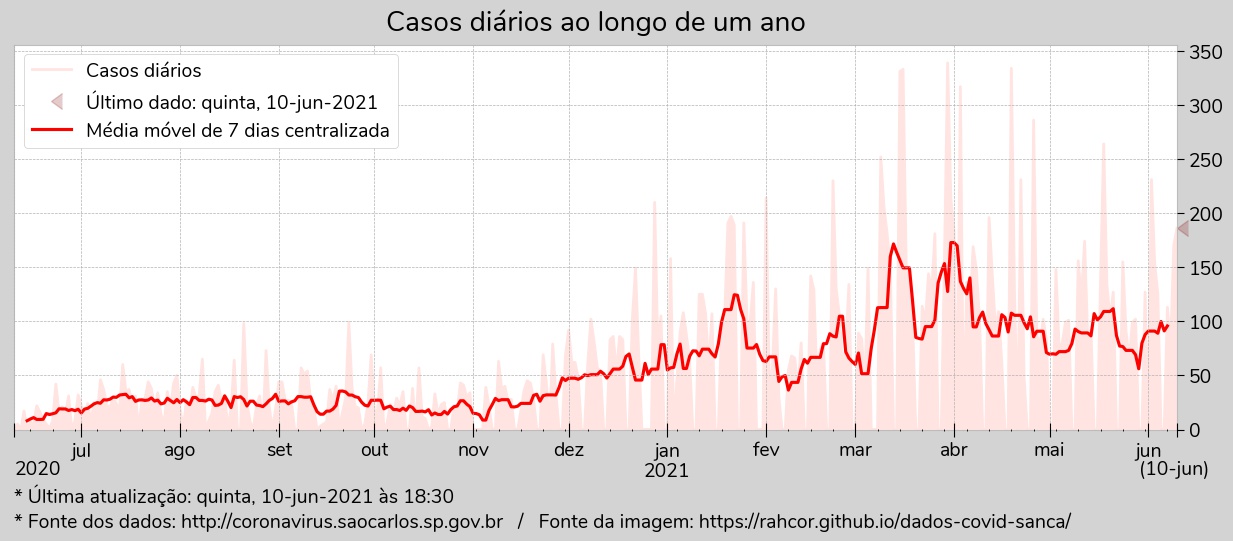 Casos diários ao longo de um ano
Casos diários
Último dado: quinta, 10-jun-2021
Média móvel de 7 dias centralizada
350
300
250
200
150
100
50
0
jul ago set out nov dez jan fev mar abr mai jun
2020 2021 (10-jun)
* Última atualização: quinta, 10-jun-2021 às 18:30
* Fonte dos dados: http://coronavirus.saocarlos.sp.gov.br / Fonte da imagem: https://rahcor.github.io/dados-covid-sanca/